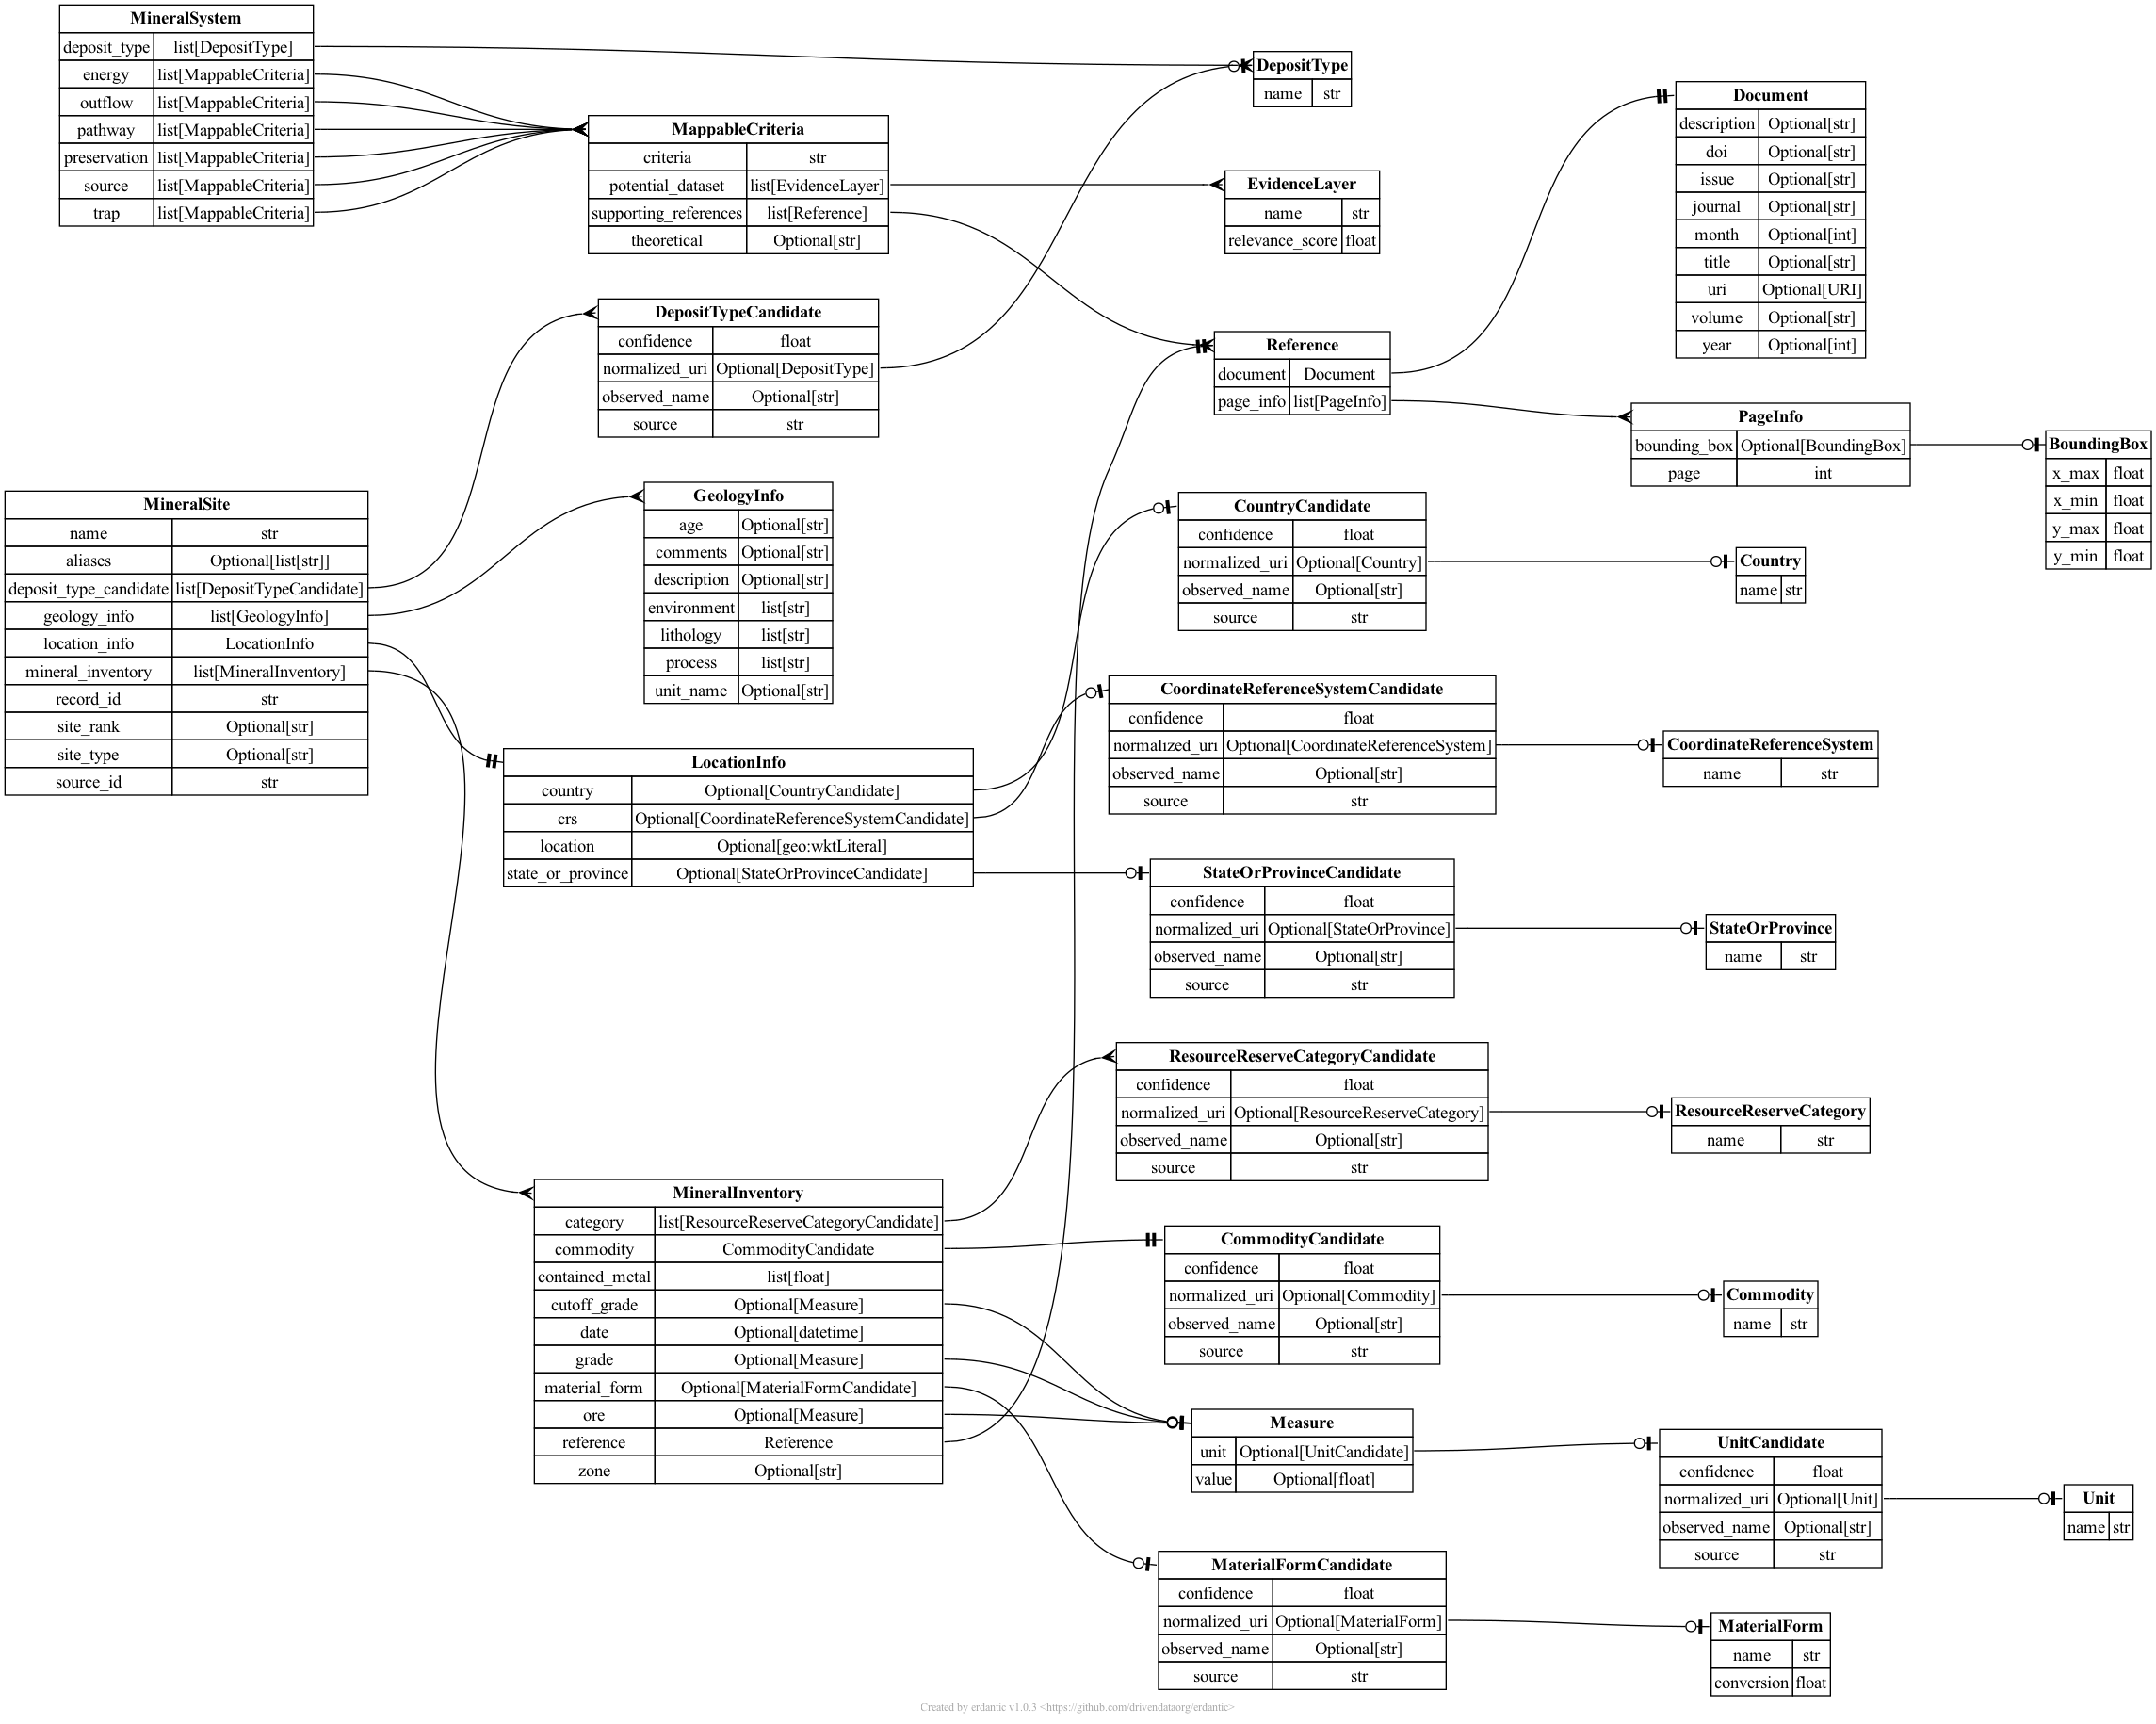 MineralSystem
deposit_type list[DepositType]
energy list[MappableCriteria]
outflow list[MappableCriteria]
pathway list[MappableCriteria]
preservation list[MappableCriteria]
source list[MappableCriteria]
trap list[MappableCriteria]
MappableCriteria
criteria str
potential_dataset list[EvidenceLayer]
supporting_references list[Reference]
theoretical Optional[str]
DepositType
name str
EvidenceLayer
name str
relevance_score float
Document
description Optional[str]
doi Optional[str]
issue Optional[str]
journal Optional[str]
month Optional[int]
title Optional[str]
uri Optional[URI]
volume Optional[str]
year Optional[int]
DepositTypeCandidate
confidence float
normalized_uri Optional[DepositType]
observed_name Optional[str]
source str
Reference
document Document
page_info list[PageInfo]
PageInfo
bounding_box Optional[BoundingBox]
page int
BoundingBox
x_max float
x_min float
y_max float
y_min float
MineralSite
name str
aliases Optional[list[str]]
deposit_type_candidate list[DepositTypeCandidate]
geology_info list[GeologyInfo]
location_info LocationInfo
mineral_inventory list[MineralInventory]
record_id str
site_rank Optional[str]
site_type Optional[str]
source_id str
GeologyInfo
age Optional[str]
comments Optional[str]
description Optional[str]
environment list[str]
lithology list[str]
process list[str]
unit_name Optional[str]
CountryCandidate
confidence float
normalized_uri Optional[Country]
observed_name Optional[str]
source str
Country
name str
CoordinateReferenceSystemCandidate
confidence float
normalized_uri Optional[CoordinateReferenceSystem]
observed_name Optional[str]
source str
CoordinateReferenceSystem
name str
LocationInfo
country Optional[CountryCandidate]
crs Optional[CoordinateReferenceSystemCandidate]
location Optional[geo:wktLiteral]
state_or_province Optional[StateOrProvinceCandidate]
StateOrProvinceCandidate
confidence float
normalized_uri Optional[StateOrProvince]
observed_name Optional[str]
source str
StateOrProvince
name str
ResourceReserveCategoryCandidate
confidence float
normalized_uri Optional[ResourceReserveCategory]
observed_name Optional[str]
source str
ResourceReserveCategory
name str
MineralInventory
category list[ResourceReserveCategoryCandidate]
commodity CommodityCandidate
contained_metal list[float]
cutoff_grade Optional[Measure]
date Optional[datetime]
grade Optional[Measure]
material_form Optional[MaterialFormCandidate]
ore Optional[Measure]
reference Reference
zone Optional[str]
CommodityCandidate
confidence float
normalized_uri Optional[Commodity]
observed_name Optional[str]
source str
Commodity
name str
Measure
unit Optional[UnitCandidate]
value Optional[float]
UnitCandidate
confidence float
normalized_uri Optional[Unit]
observed_name Optional[str]
source str
Unit
name str
MaterialFormCandidate
confidence float
normalized_uri Optional[MaterialForm]
observed_name Optional[str]
source str
MaterialForm
name str
conversion float
Created by erdantic v1.0.3 <https://github.com/drivendataorg/erdantic>